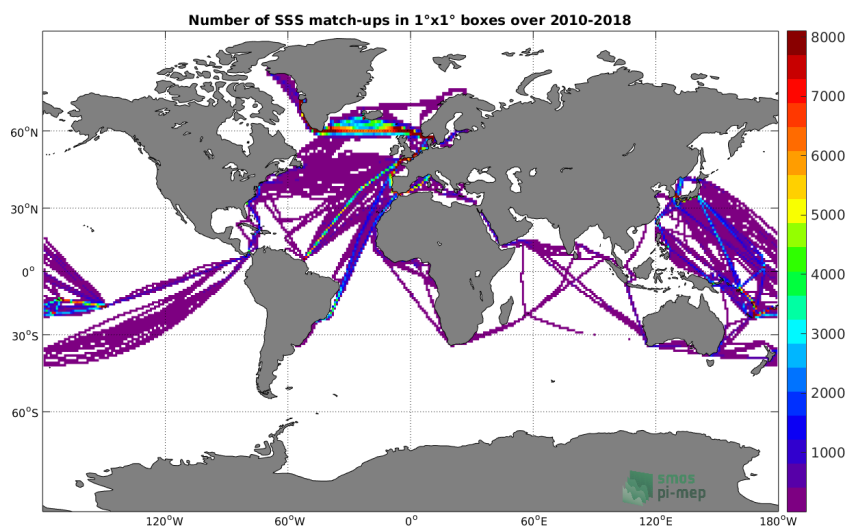 Number of SSS match-ups in 1°x1° boxes over 2010-2018
8000
7000
6000
5000
4000
3000
2000
1000
60°N
30°N
0°
30°S
60°S
120°W
60°W
0°
60°E
120°E
180°W
smos
pi-mep